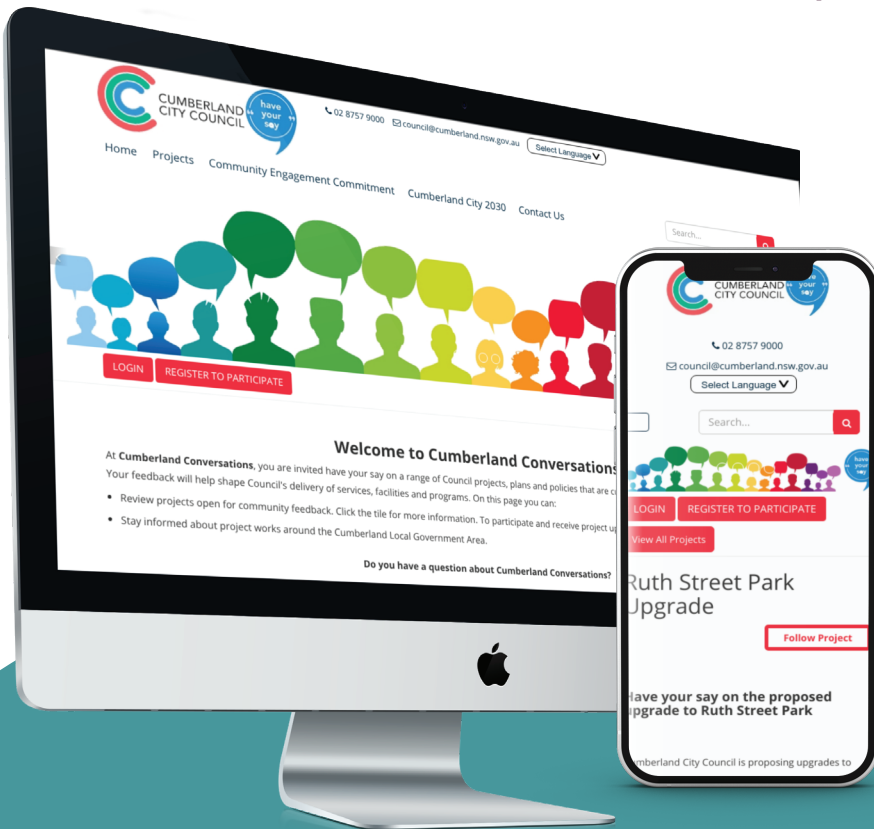 CUMBERLAND
CITY COUNCIL
have
your
say
02 8757 9000 council@cumberland.nsw.gov.au Select Language
Home Projects Community Engagement Commitment Cumberland City 2030 Contact Us
Search...
LOGIN REGISTER TO PARTICIPATE
Welcome to Cumberland Conversations
At Cumberland Conversations, you are invited have your say on a range of Council projects, plans and policies that are
Your feedback will help shape Council's delivery of services, facilities and programs. On this page you can:
• Review projects open for community feedback. Click the tile for more information. To participate and receive project
• Stay informed about project works around the Cumberland Local Government Area.
Do you have a question about Cumberland Conversations?
CUMBERLAND
CITY COUNCIL
your
say
02 8757 9000
council@cumberland.nsw.gov.au
Select Language
Search...
have
your
say
LOGIN REGISTER TO PARTICIPATE
View All Projects
Ruth Street Park
Upgrade
Follow Project
Have your say on the proposed
upgrade to Ruth Street Park
Cumberland City Council is proposing upgrades to